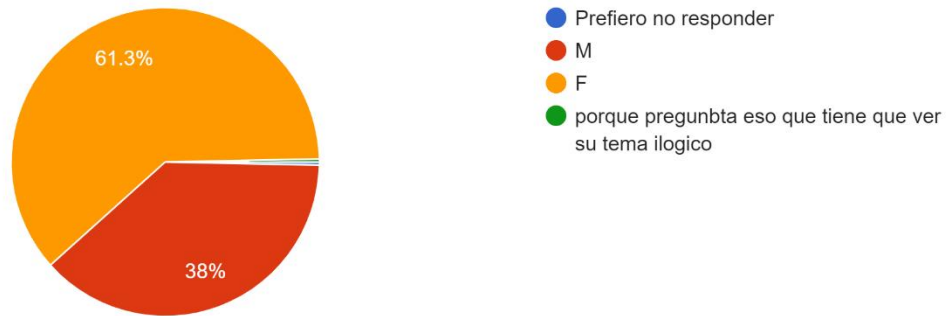 61.3%
38%
Prefiero no responder
M
F
porque pregunbta eso que tiene que ver
su tema ilogico